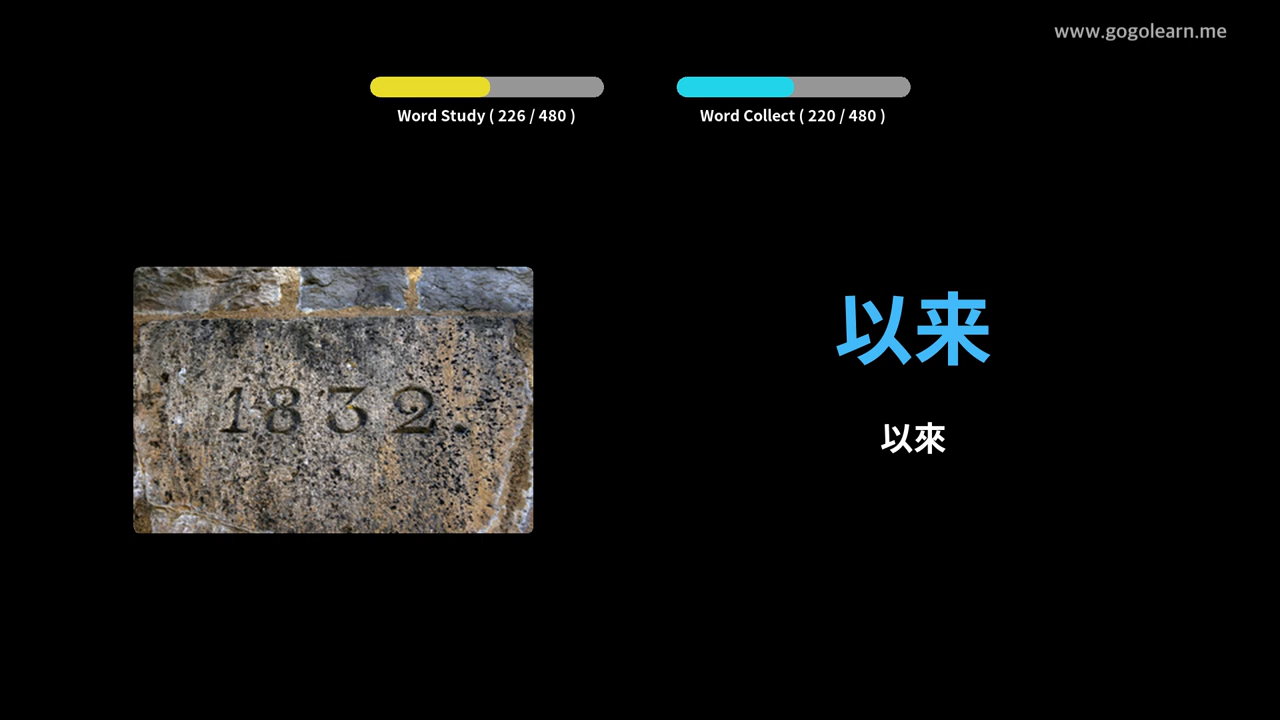 www.gogolearn.me
Word Study ( 226 / 480 )
Word Collect ( 220 / 480 )
1832.
以来
以來